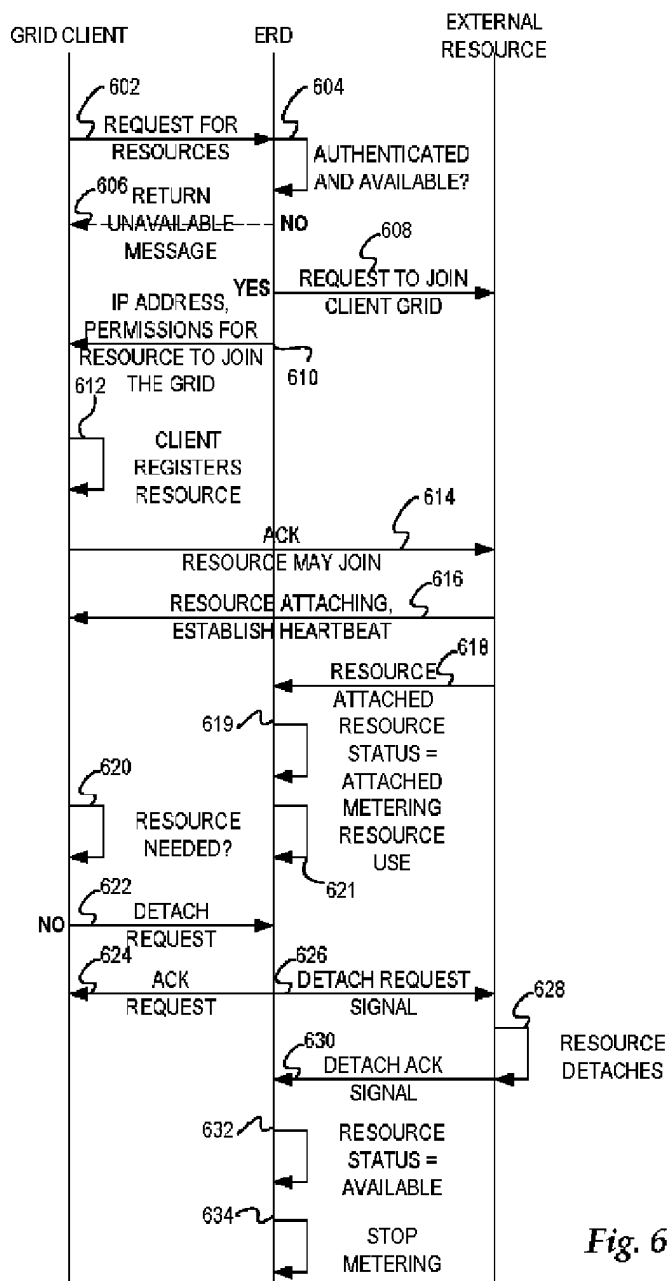 GRID CLIENT
ERD
EXTERNAL
RESOURCE
602
604
REQUEST FOR
RESOURCES
AUTHENTICATED
AND AVAILABLE?
606
RETURN
UNAVAILABLE
MESSAGE
NO
608
YES
REQUEST TO JOIN
CLIENT GRID
IP ADDRESS,
PERMISSIONS FOR
RESOURCE TO JOIN
THE GRID
610
612
CLIENT
REGISTERS
RESOURCE
614
ACK
RESOURCE MAY JOIN
616
RESOURCE ATTACHING,
ESTABLISH HEARTBEAT
618
RESOURCE
ATTACHED
619
RESOURCE
STATUS =
ATTACHED
620
RESOURCE
NEEDED?
METERING
RESOURCE
USE
621
622
NO
DETACH
REQUEST
624
ACK
REQUEST
626
DETACH REQUEST
SIGNAL
628
RESOURCE
DETACHES
630
DETACH ACK
SIGNAL
632
RESOURCE
STATUS =
AVAILABLE
634
STOP
METERING
Fig. 6